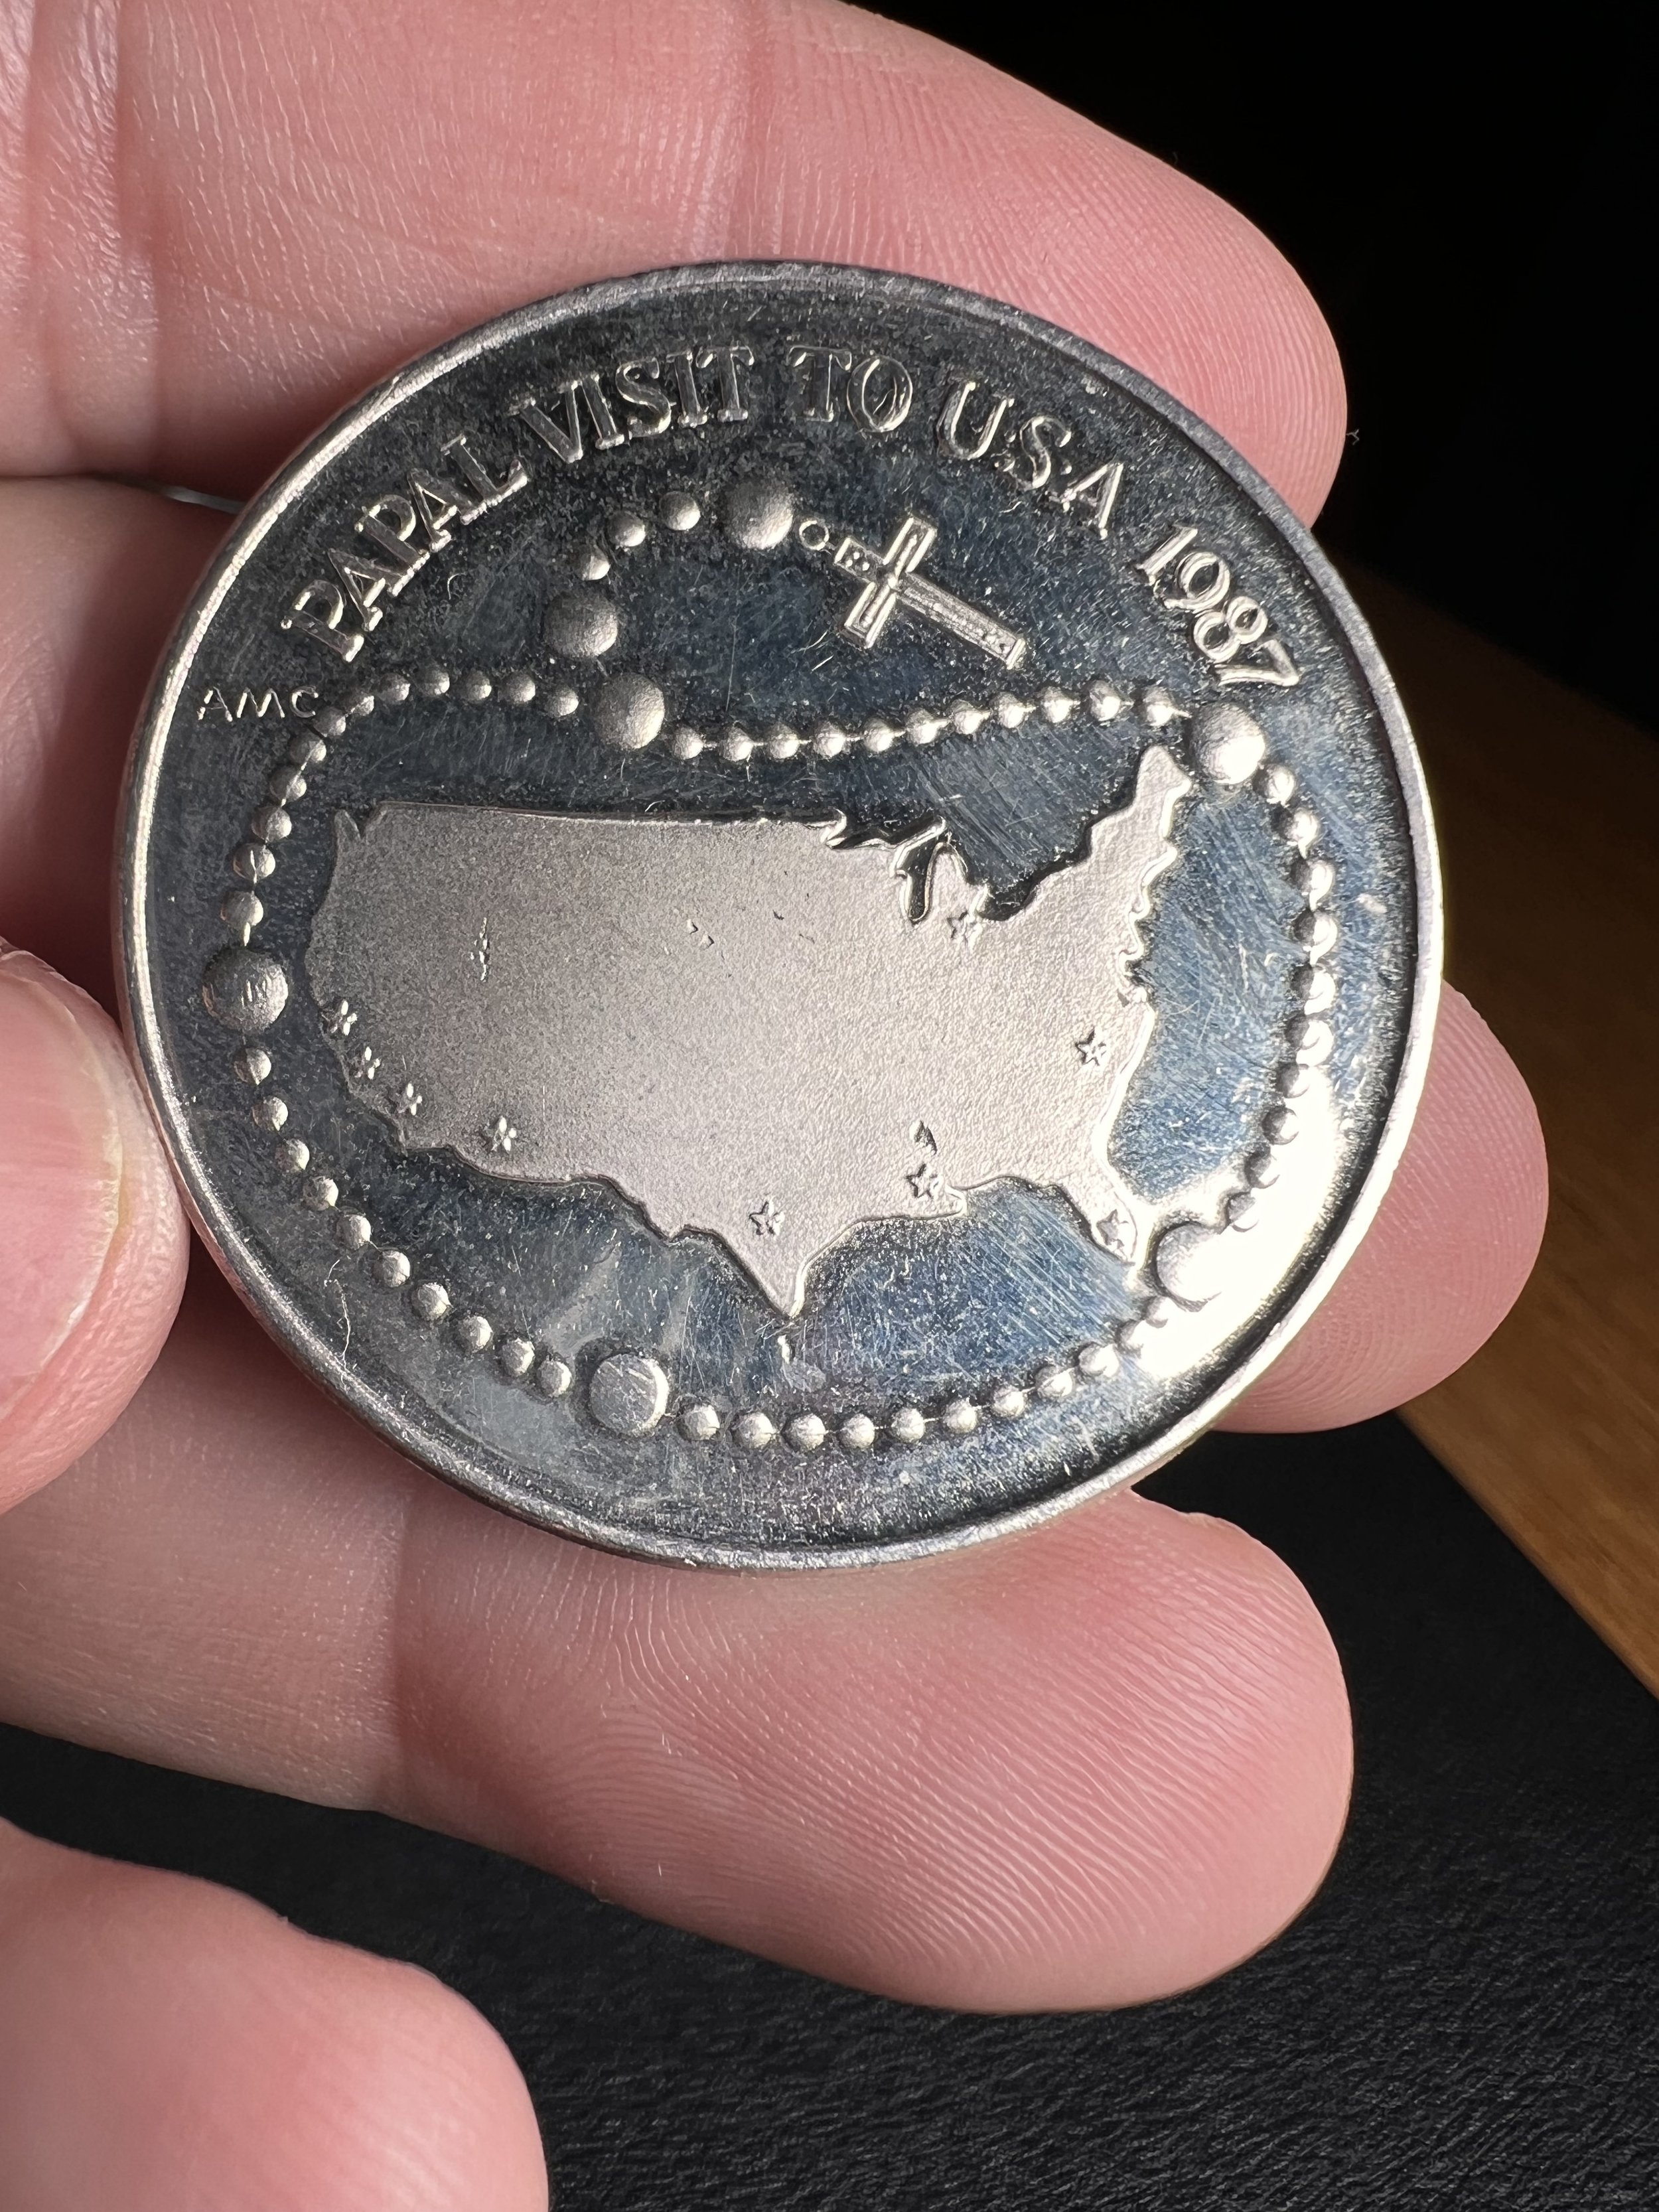 PAPAL VISIT TO U.S.A 1987
AMC